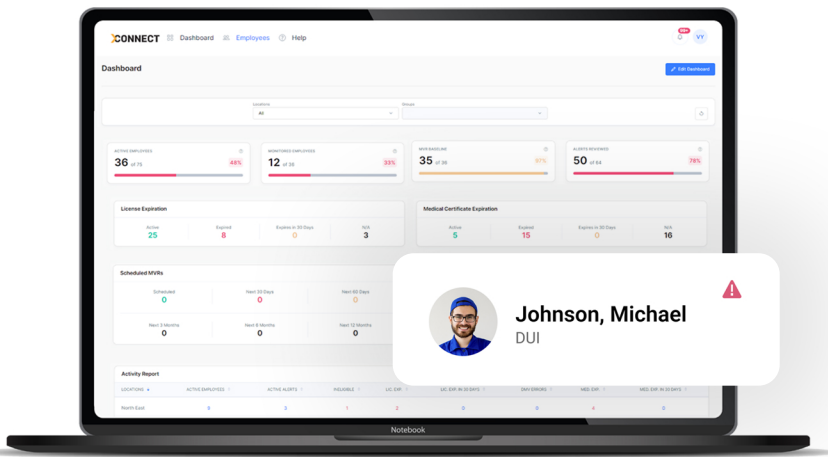 XCONNECT Dashboard Employees Help 99+ VY
Dashboard Edit Dashboard
Locations Groups
All
ACTIVE EMPLOYEES MONITORED EMPLOYEES MVR BASELINE ALERTS REVIEWED
36 of 75 48% 12 of 36 33% 35 of 36 97% 50 of 64 78%
License Expiration Medical Certificate Expiration
Active Expired Expires in 30 Days N/A Active Expired Expires in 30 Days N/A
25 8 0 3 5 15 0 16
Scheduled MVRs
Scheduled Next 30 Days Next 60 Days
0 0 0
Next 3 Months Next 6 Months Next 12 Months
0 0 0
Johnson, Michael
DUI
Activity Report
LOCATIONS ACTIVE EMPLOYEES ACTIVE ALERTS INELIGIBLE LIC. EXP. LIC. EXP. IN 30 DAYS DMV ERRORS MED. EXP. MED. EXP. IN 30 DAYS
North East 6 3 1 2 0 0 4 0
Notebook